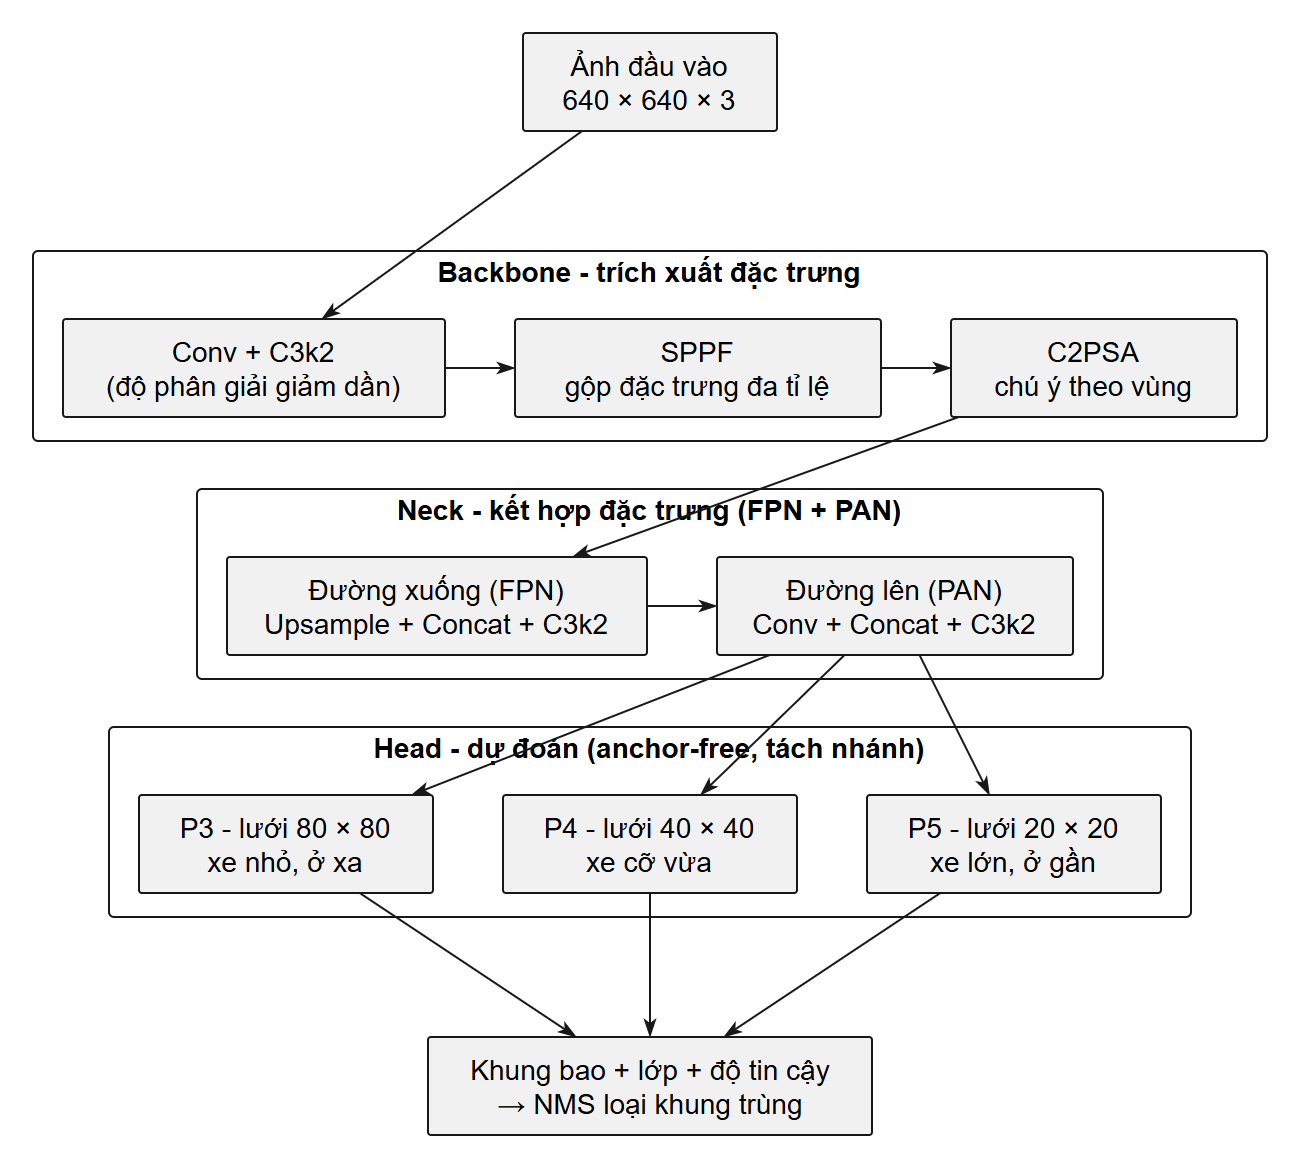 Ảnh đầu vào
640 × 640 × 3
Backbone - trích xuất đặc trưng
Conv + C3k2
(độ phân giải giảm dần)
SPPF
gộp đặc trưng đa tỉ lệ
C2PSA
chú ý theo vùng
Neck - kết hợp đặc trưng (FPN + PAN)
Đường xuống (FPN)
Upsample + Concat + C3k2
Đường lên (PAN)
Conv + Concat + C3k2
Head - dự đoán (anchor-free, tách nhánh)
P3 - lưới 80 × 80
xe nhỏ, ở xa
P4 - lưới 40 × 40
xe cỡ vừa
P5 - lưới 20 × 20
xe lớn, ở gần
Khung bao + lớp + độ tin cậy
→ NMS loại khung trùng